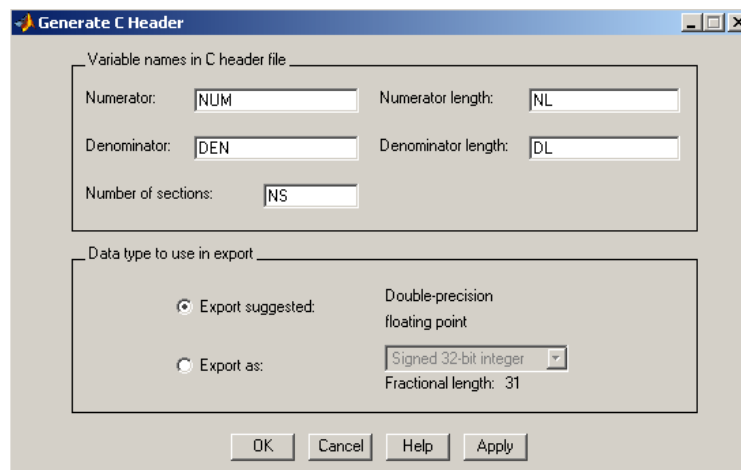 Generate C Header
Variable names in C header file
Numerator: NUM Numerator length: NL
Denominator: DEN Denominator length: DL
Number of sections: NS
Data type to use in export
Export suggested: Double-precision
floating point
Export as: Signed 32-bit integer
Fractional length: 31
OK Cancel Help Apply